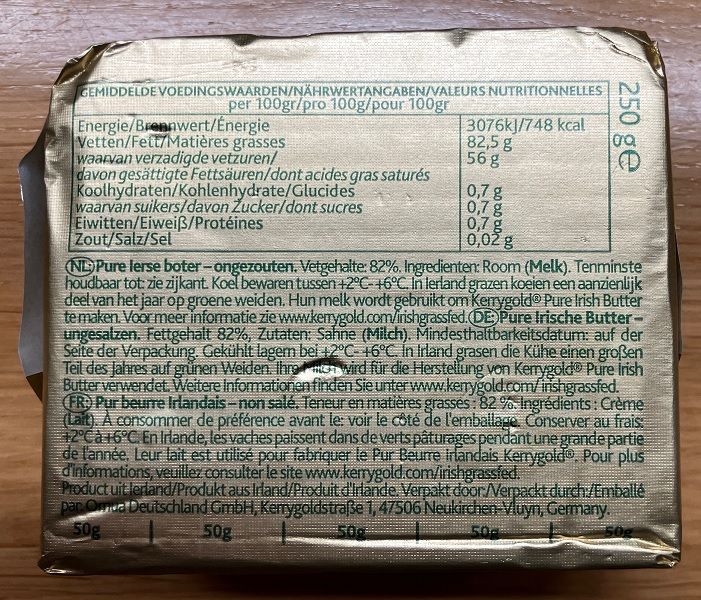 GEMIDDELDE VOEDINGSWAARDEN/NÄHRWERTANGABEN/VALEURS NUTRITIONNELLES
per 100gr/pro 100g/pour 100gr
250 g℮
Energie/Brennwert/Énergie 3076kJ/748 kcal
Vetten/Fett/Matières grasses 82,5 g
waarvan verzadigde vetzuren/ 56 g
davon gesättigte Fettsäuren/dont acides gras saturés
Koolhydraten/Kohlenhydrate/Glucides 0,7 g
waarvan suikers/davon Zucker/dont sucres 0,7 g
Eiwitten/Eiweiß/Protéines 0,7 g
Zout/Salz/Sel 0,02 g
NL: Pure Ierse boter – ongezouten. Vetgehalte: 82%. Ingredienten: Room (Melk). Tenminste
houdbaar tot: zie zijkant. Koel bewaren tussen +2°C- +6°C. In Ierland grazen koeien een aanzienlijk
deel van het jaar op groene weiden. Hun melk wordt gebruikt om Kerrygold® Pure Irish Butter
te maken. Voor meer informatie zie www.kerrygold.com/irishgrassfed. DE: Pure Irische Butter –
ungesalzen. Fettgehalt 82%, Zutaten: Sahne (Milch). Mindesthaltbarkeitsdatum: auf der
Seite der Verpackung. Gekühlt lagern bei +2°C- +6°C. In Irland grasen die Kühe einen großen
Teil des Jahres auf grünen Weiden. Ihre Milch wird für die Herstellung von Kerrygold® Pure Irish
Butter verwendet. Weitere Informationen finden Sie unter www.kerrygold.com/irishgrassfed.
FR: Pur beurre Irlandais – non salé. Teneur en matières grasses : 82 %. Ingrédients : Crème
(Lait). À consommer de préférence avant le: voir le côté de l'emballage. Conserver au frais:
+2°C à +6°C. En Irlande, les vaches paissent dans de verts pâturages pendant une grande partie
de l'année. Leur lait est utilisé pour fabriquer le Pur Beurre Irlandais Kerrygold®. Pour plus
d'informations, veuillez consulter le site www.kerrygold.com/irishgrassfed.
Product uit Ierland/Produkt aus Irland/Produit d'Irlande. Verpakt door:/Verpackt durch:/Emballé
par: Ornua Deutschland GmbH, Kerrygoldstraße 1, 47506 Neukirchen-Vluyn, Germany.
50g | 50g | 50g | 50g | 50g